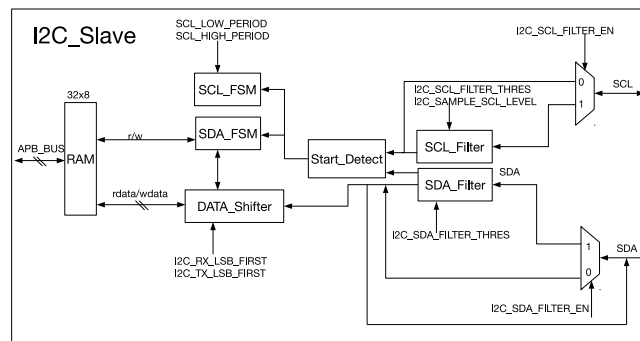 I2C_Slave
SCL_LOW_PERIOD
SCL_HIGH_PERIOD
I2C_SCL_FILTER_EN
32x8
SCL_FSM
I2C_SCL_FILTER_THRES
I2C_SAMPLE_SCL_LEVEL
0
1
SCL
APB_BUS
RAM
r/w
SDA_FSM
Start_Detect
SCL_Filter
SDA
SDA_Filter
rdata/wdata
DATA_Shifter
I2C_SDA_FILTER_THRES
I2C_RX_LSB_FIRST
I2C_TX_LSB_FIRST
1
0
SDA
I2C_SDA_FILTER_EN